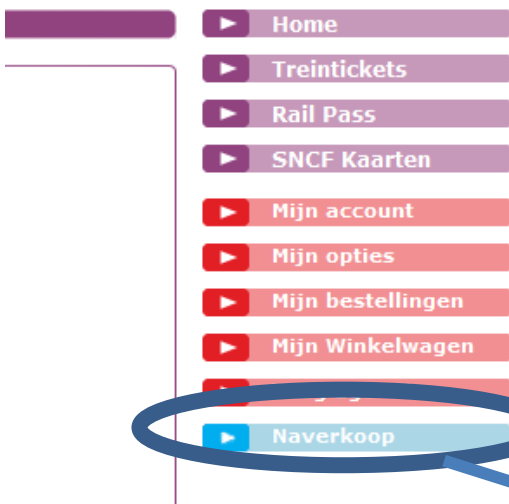 Home
Treintickets
Rail Pass
SNCF Kaarten
Mijn account
Mijn opties
Mijn bestellingen
Mijn Winkelwagen
Naverkoop